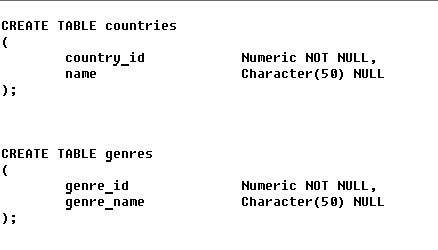 CREATE TABLE countries
(
country_id Numeric NOT NULL,
name Character(50) NULL
);
CREATE TABLE genres
(
genre_id Numeric NOT NULL,
genre_name Character(50) NULL
);